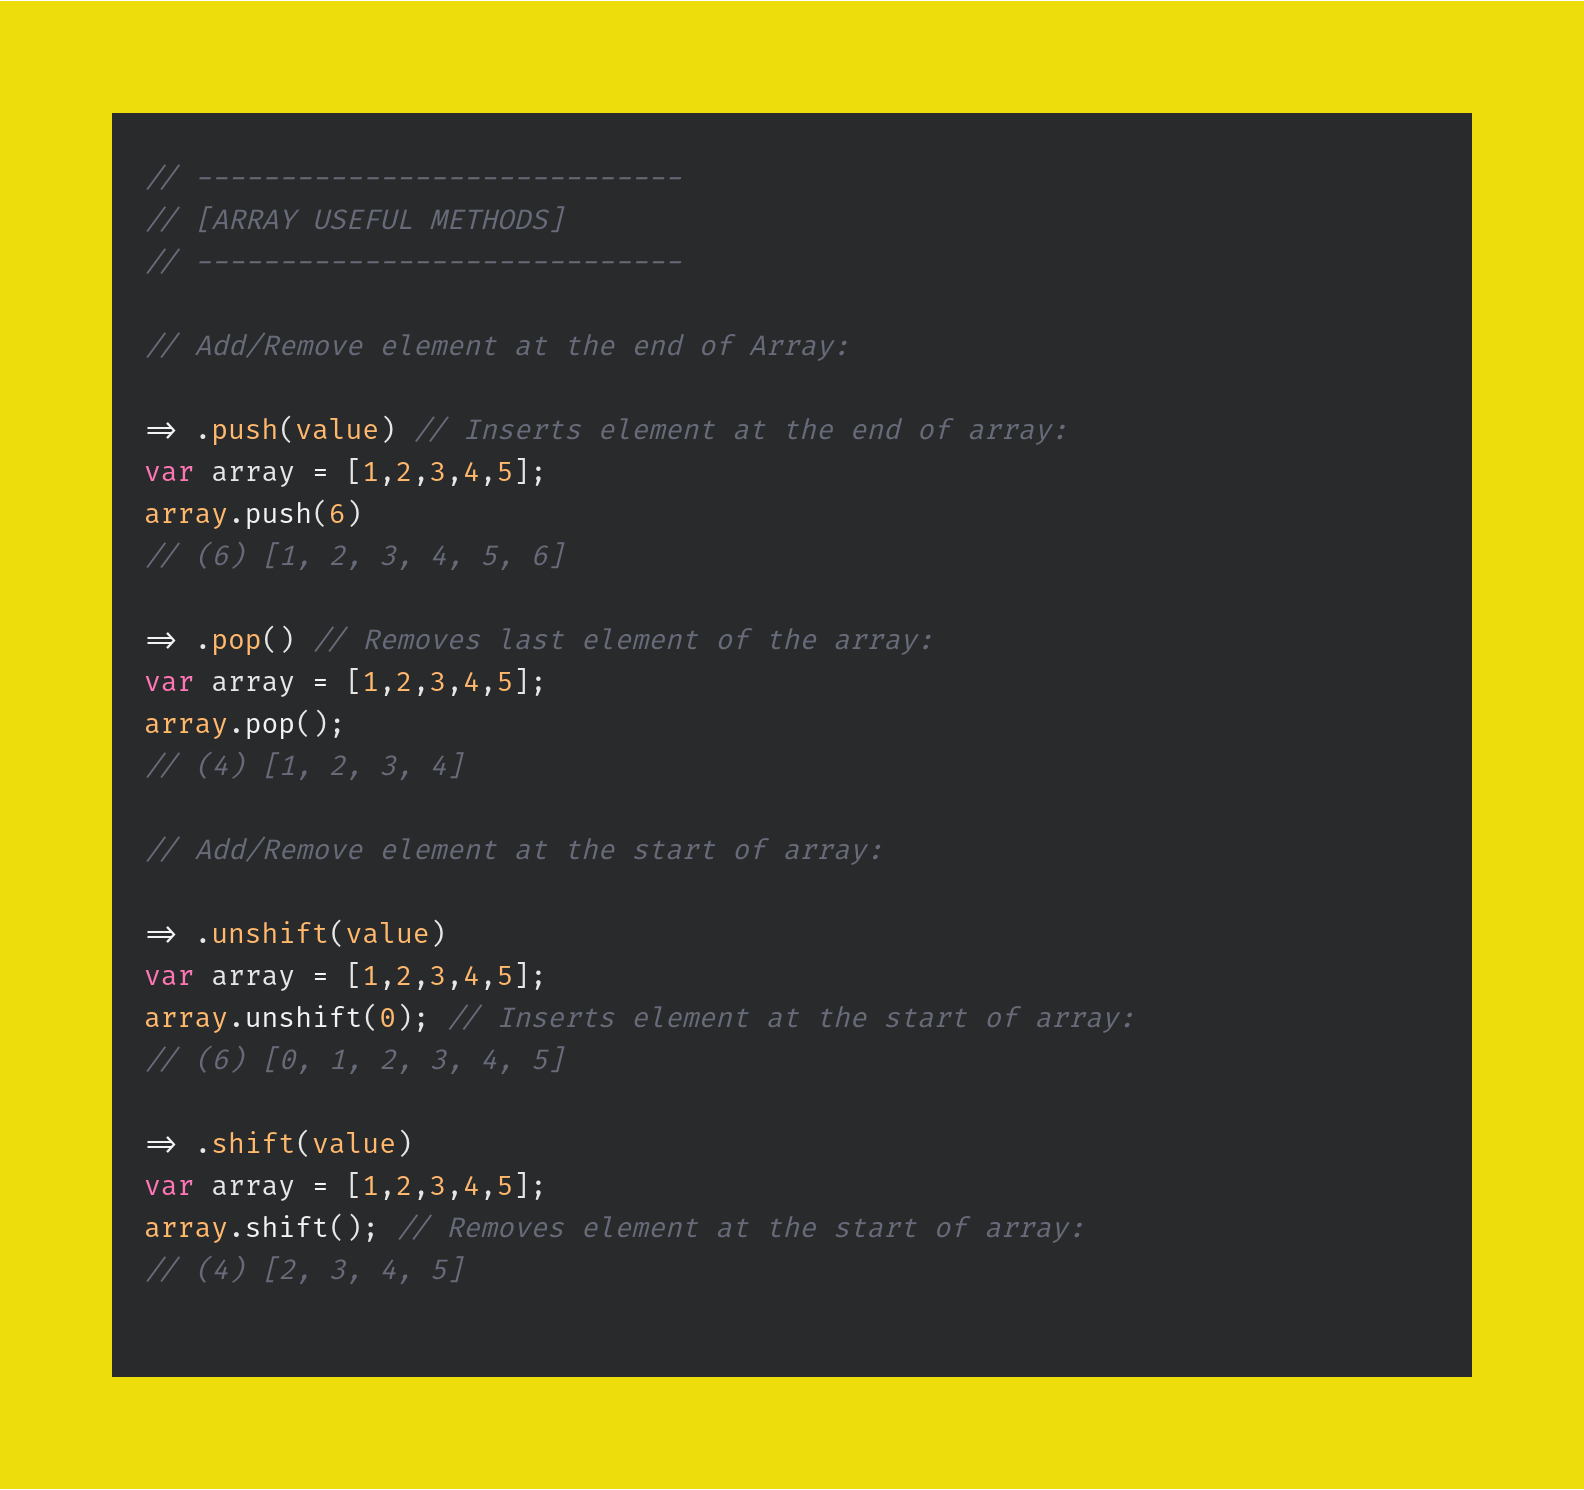 // -----------------------------
// [ARRAY USEFUL METHODS]
// -----------------------------
// Add/Remove element at the end of Array:
=> .push(value) // Inserts element at the end of array:
var array = [1,2,3,4,5];
array.push(6)
// (6) [1, 2, 3, 4, 5, 6]
=> .pop() // Removes last element of the array:
var array = [1,2,3,4,5];
array.pop();
// (4) [1, 2, 3, 4]
// Add/Remove element at the start of array:
=> .unshift(value)
var array = [1,2,3,4,5];
array.unshift(0); // Inserts element at the start of array:
// (6) [0, 1, 2, 3, 4, 5]
=> .shift(value)
var array = [1,2,3,4,5];
array.shift(); // Removes element at the start of array:
// (4) [2, 3, 4, 5]